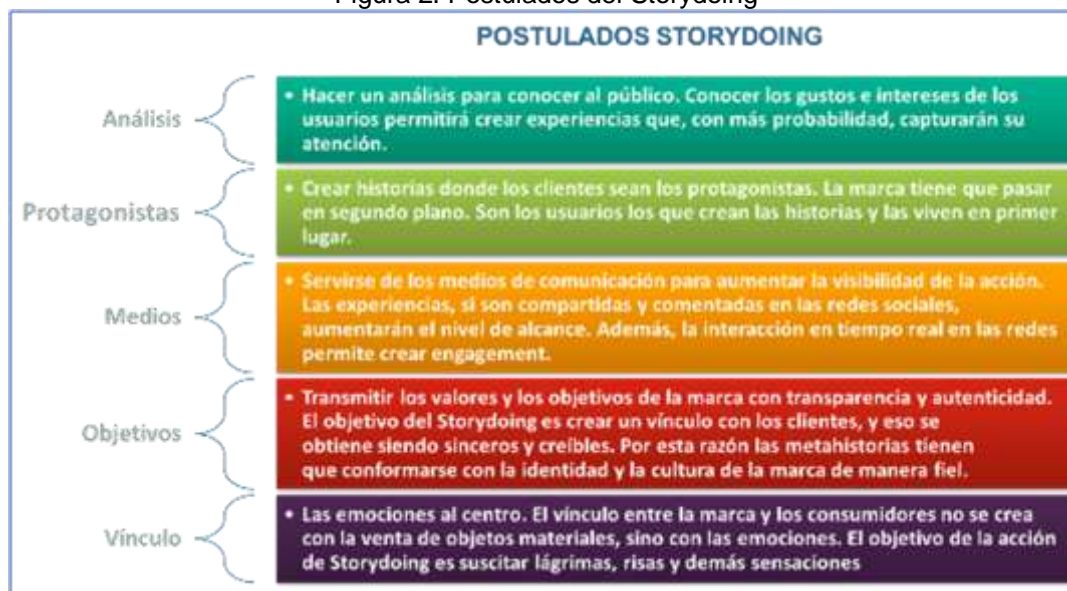 Figura 2. Postulados del Storydoing
POSTULADOS STORYDOING
Análisis
• Hacer un análisis para conocer al público. Conocer los gustos e intereses de los
usuarios permitirá crear experiencias que, con más probabilidad, capturarán su
atención.
Protagonistas
• Crear historias donde los clientes sean los protagonistas. La marca tiene que pasar
en segundo plano. Son los usuarios los que crean las historias y las viven en primer
lugar.
Medios
• Servirse de los medios de comunicación para aumentar la visibilidad de la acción.
Las experiencias, si son compartidas y comentadas en las redes sociales,
aumentarán el nivel de alcance. Además, la interacción en tiempo real en las redes
permite crear engagement.
Objetivos
• Transmitir los valores y los objetivos de la marca con transparencia y autenticidad.
El objetivo del Storydoing es crear un vínculo con los clientes, y eso se
obtiene siendo sinceros y creíbles. Por esta razón las metahistorias tienen
que conformarse con la identidad y la cultura de la marca de manera fiel.
Vínculo
• Las emociones al centro. El vínculo entre la marca y los consumidores no se crea
con la venta de objetos materiales, sino con las emociones. El objetivo de la acción
de Storydoing es suscitar lágrimas, risas y demás sensaciones